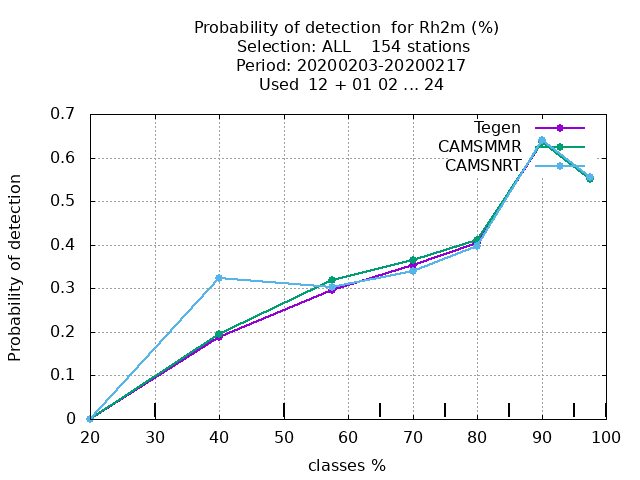 Probability of detection  for Rh2m (%)
Selection: ALL    154 stations
Period: 20200203-20200217
Used  12 + 01 02 ... 24
Tegen
CAMSMMR
CAMSNRT
Probability of detection
0.7
0.6
0.5
0.4
0.3
0.2
0.1
0
20 30 40 50 60 70 80 90 100
classes %